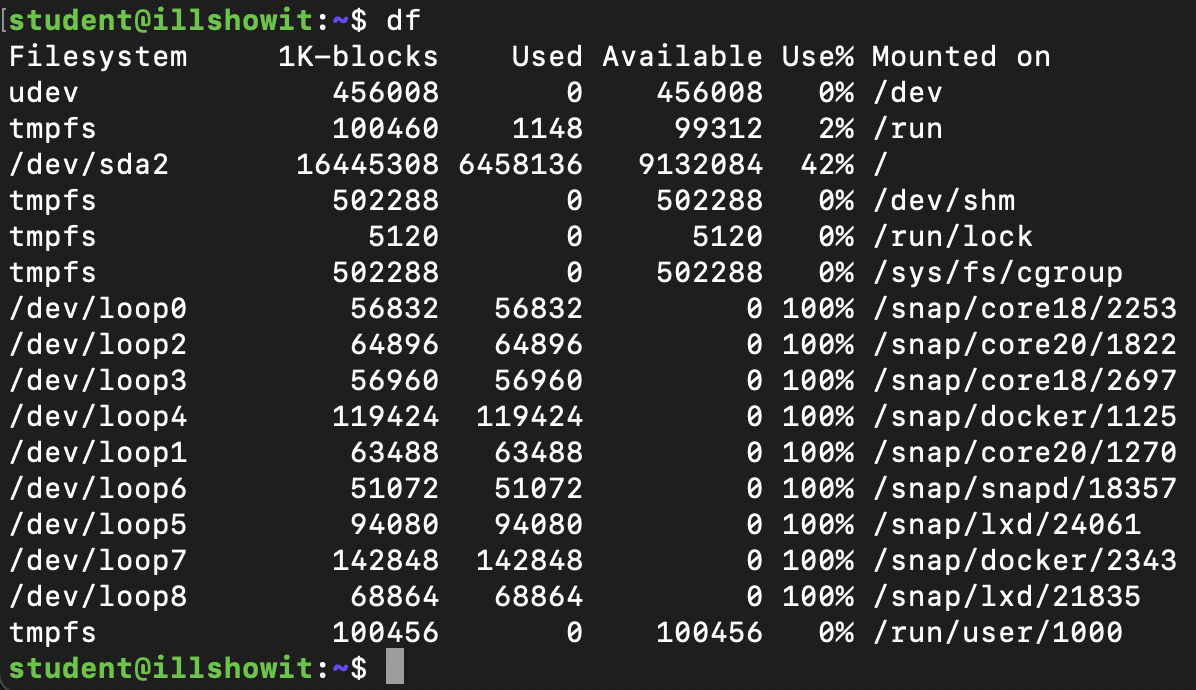 [student@illshowit:~$ df
Filesystem     1K-blocks    Used Available Use% Mounted on
udev              456008       0    456008   0% /dev
tmpfs             100460    1148     99312   2% /run
/dev/sda2       16445308 6458136   9132084  42% /
tmpfs             502288       0    502288   0% /dev/shm
tmpfs               5120       0      5120   0% /run/lock
tmpfs             502288       0    502288   0% /sys/fs/cgroup
/dev/loop0         56832   56832         0 100% /snap/core18/2253
/dev/loop2         64896   64896         0 100% /snap/core20/1822
/dev/loop3         56960   56960         0 100% /snap/core18/2697
/dev/loop4        119424  119424         0 100% /snap/docker/1125
/dev/loop1         63488   63488         0 100% /snap/core20/1270
/dev/loop6         51072   51072         0 100% /snap/snapd/18357
/dev/loop5         94080   94080         0 100% /snap/lxd/24061
/dev/loop7        142848  142848         0 100% /snap/docker/2343
/dev/loop8         68864   68864         0 100% /snap/lxd/21835
tmpfs             100456       0    100456   0% /run/user/1000
student@illshowit:~$